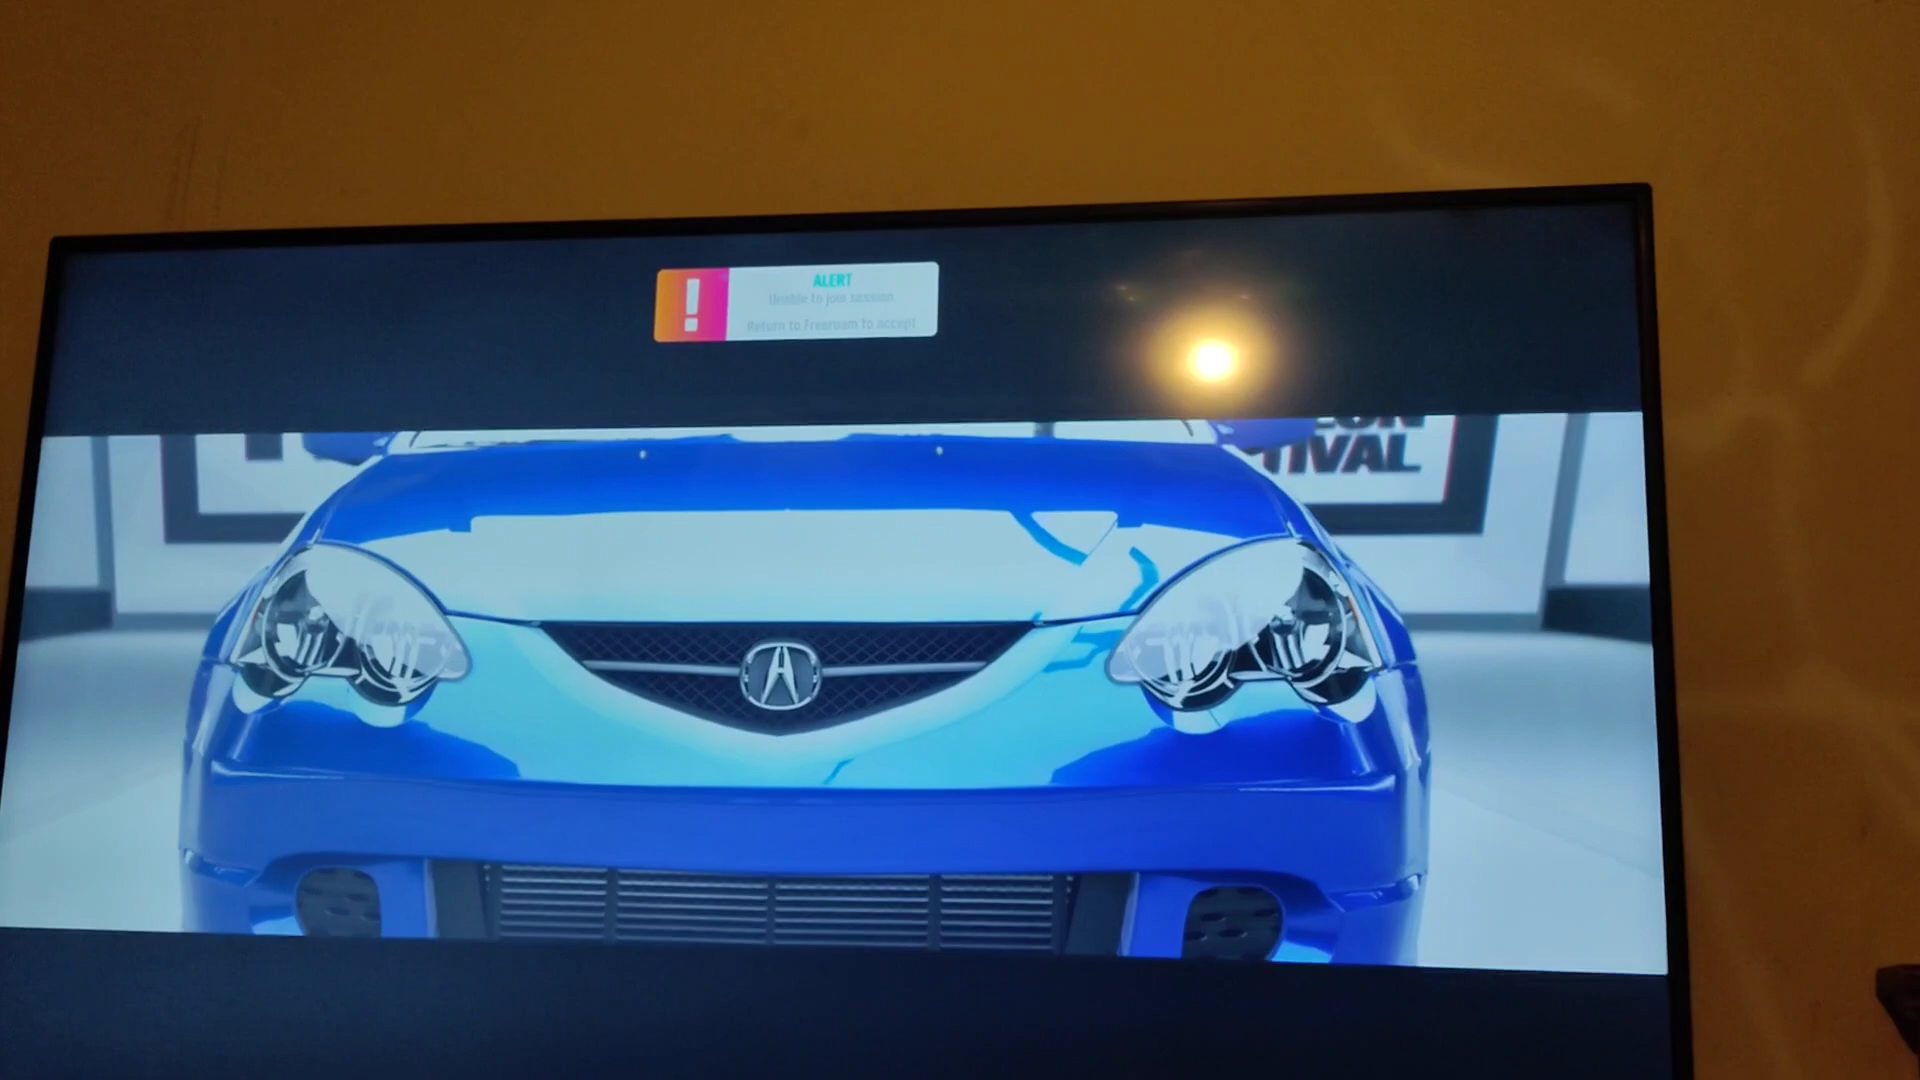 ALERT
Unable to join session
Return to Freeroam to accept
TIVAL